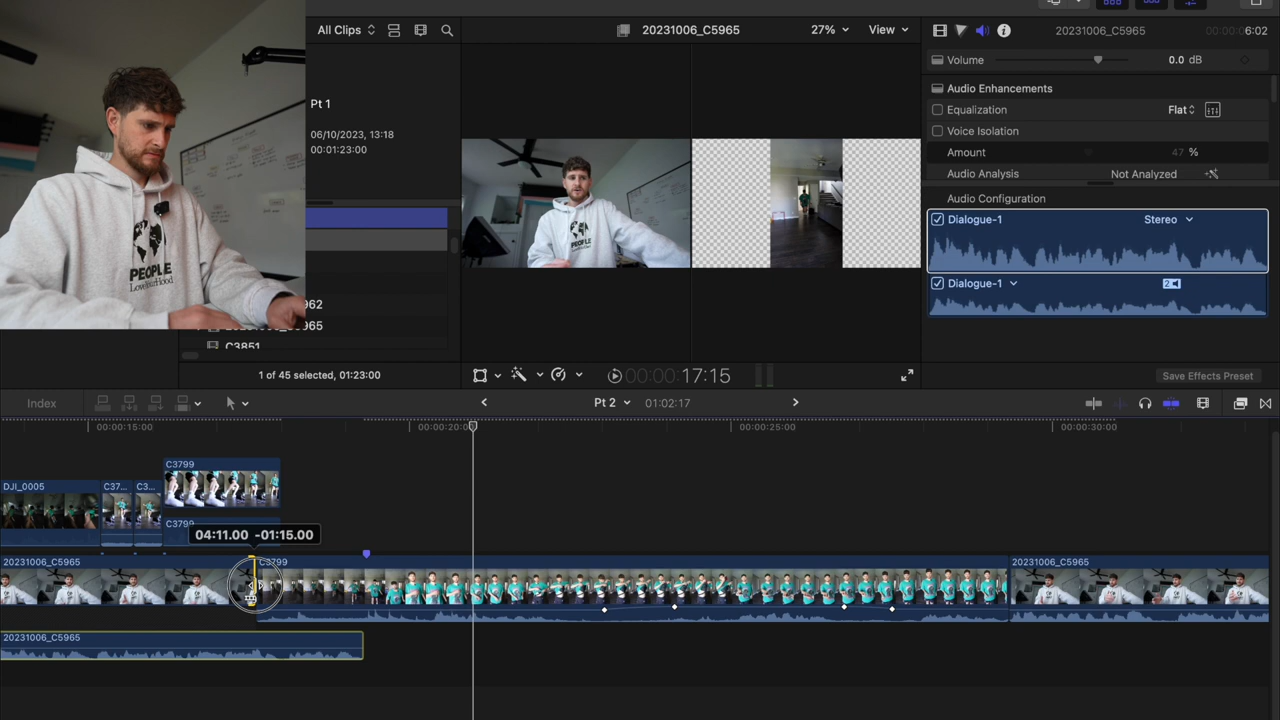 All Clips
20231006_C5965
27%
View
20231006_C5965
6:02
Volume
0.0 dB
Pt 1
Audio Enhancements
06/10/2023, 13:18
00:01:23:00
Equalization
Flat
Voice Isolation
Amount
47 %
Audio Analysis
Not Analyzed
Audio Configuration
Dialogue-1
Stereo
Dialogue-1
2
PEOPLE
LoveYourHood
C3851
1 of 45 selected, 01:23:00
00:00:17:15
Save Effects Preset
Index
Pt 2
01:02:17
00:00:15:00
00:00:20:00
00:00:25:00
00:00:30:00
C3799
DJI_0005
C37...
C3...
C3799
04:11.00 -01:15.00
20231006_C5965
C3799
20231006_C5965
20231006_C5965